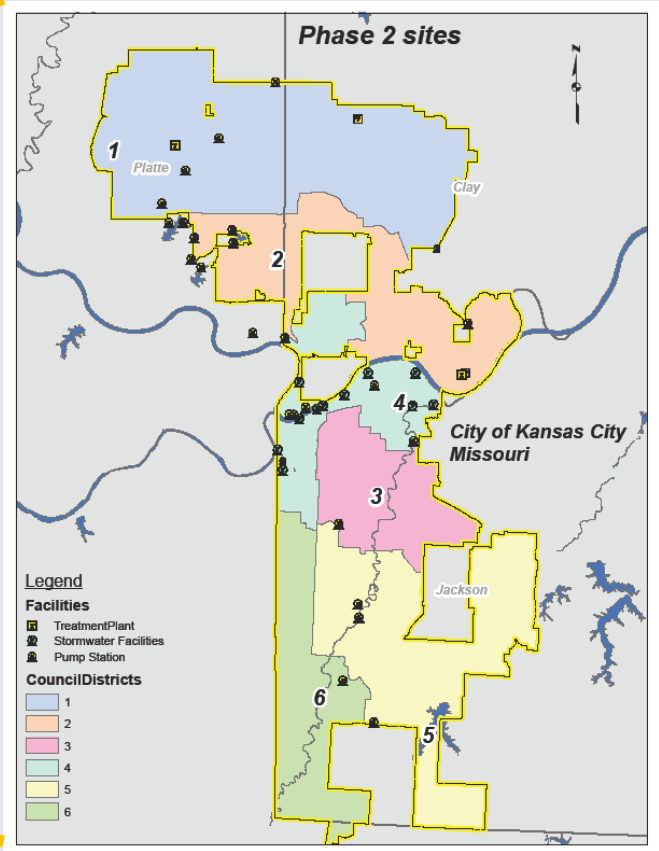 Phase 2 sites
N
1
Platte
Clay
2
4
City of Kansas City
Missouri
3
Jackson
6
5
Legend
Facilities
TreatmentPlant
Stormwater Facilities
Pump Station
CouncilDistricts
1
2
3
4
5
6